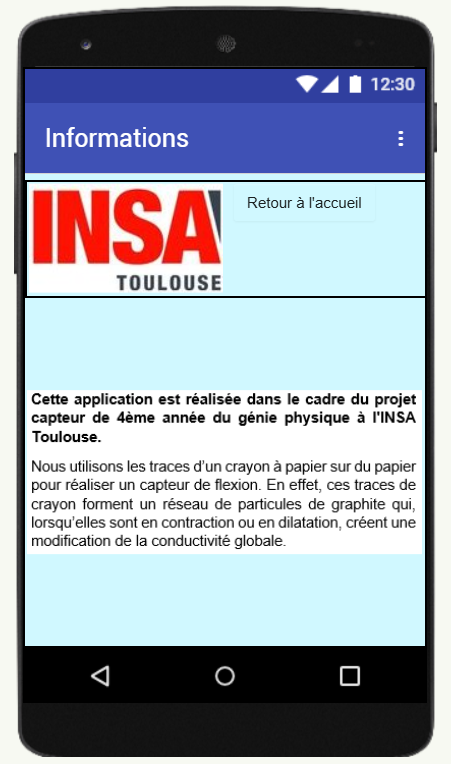 12:30
Informations
INSA
TOULOUSE
Retour à l'accueil
Cette application est réalisée dans le cadre du projet
capteur de 4ème année du génie physique à l'INSA
Toulouse.
Nous utilisons les traces d’un crayon à papier sur du papier
pour réaliser un capteur de flexion. En effet, ces traces de
crayon forment un réseau de particules de graphite qui,
lorsqu’elles sont en contraction ou en dilatation, créent une
modification de la conductivité globale.